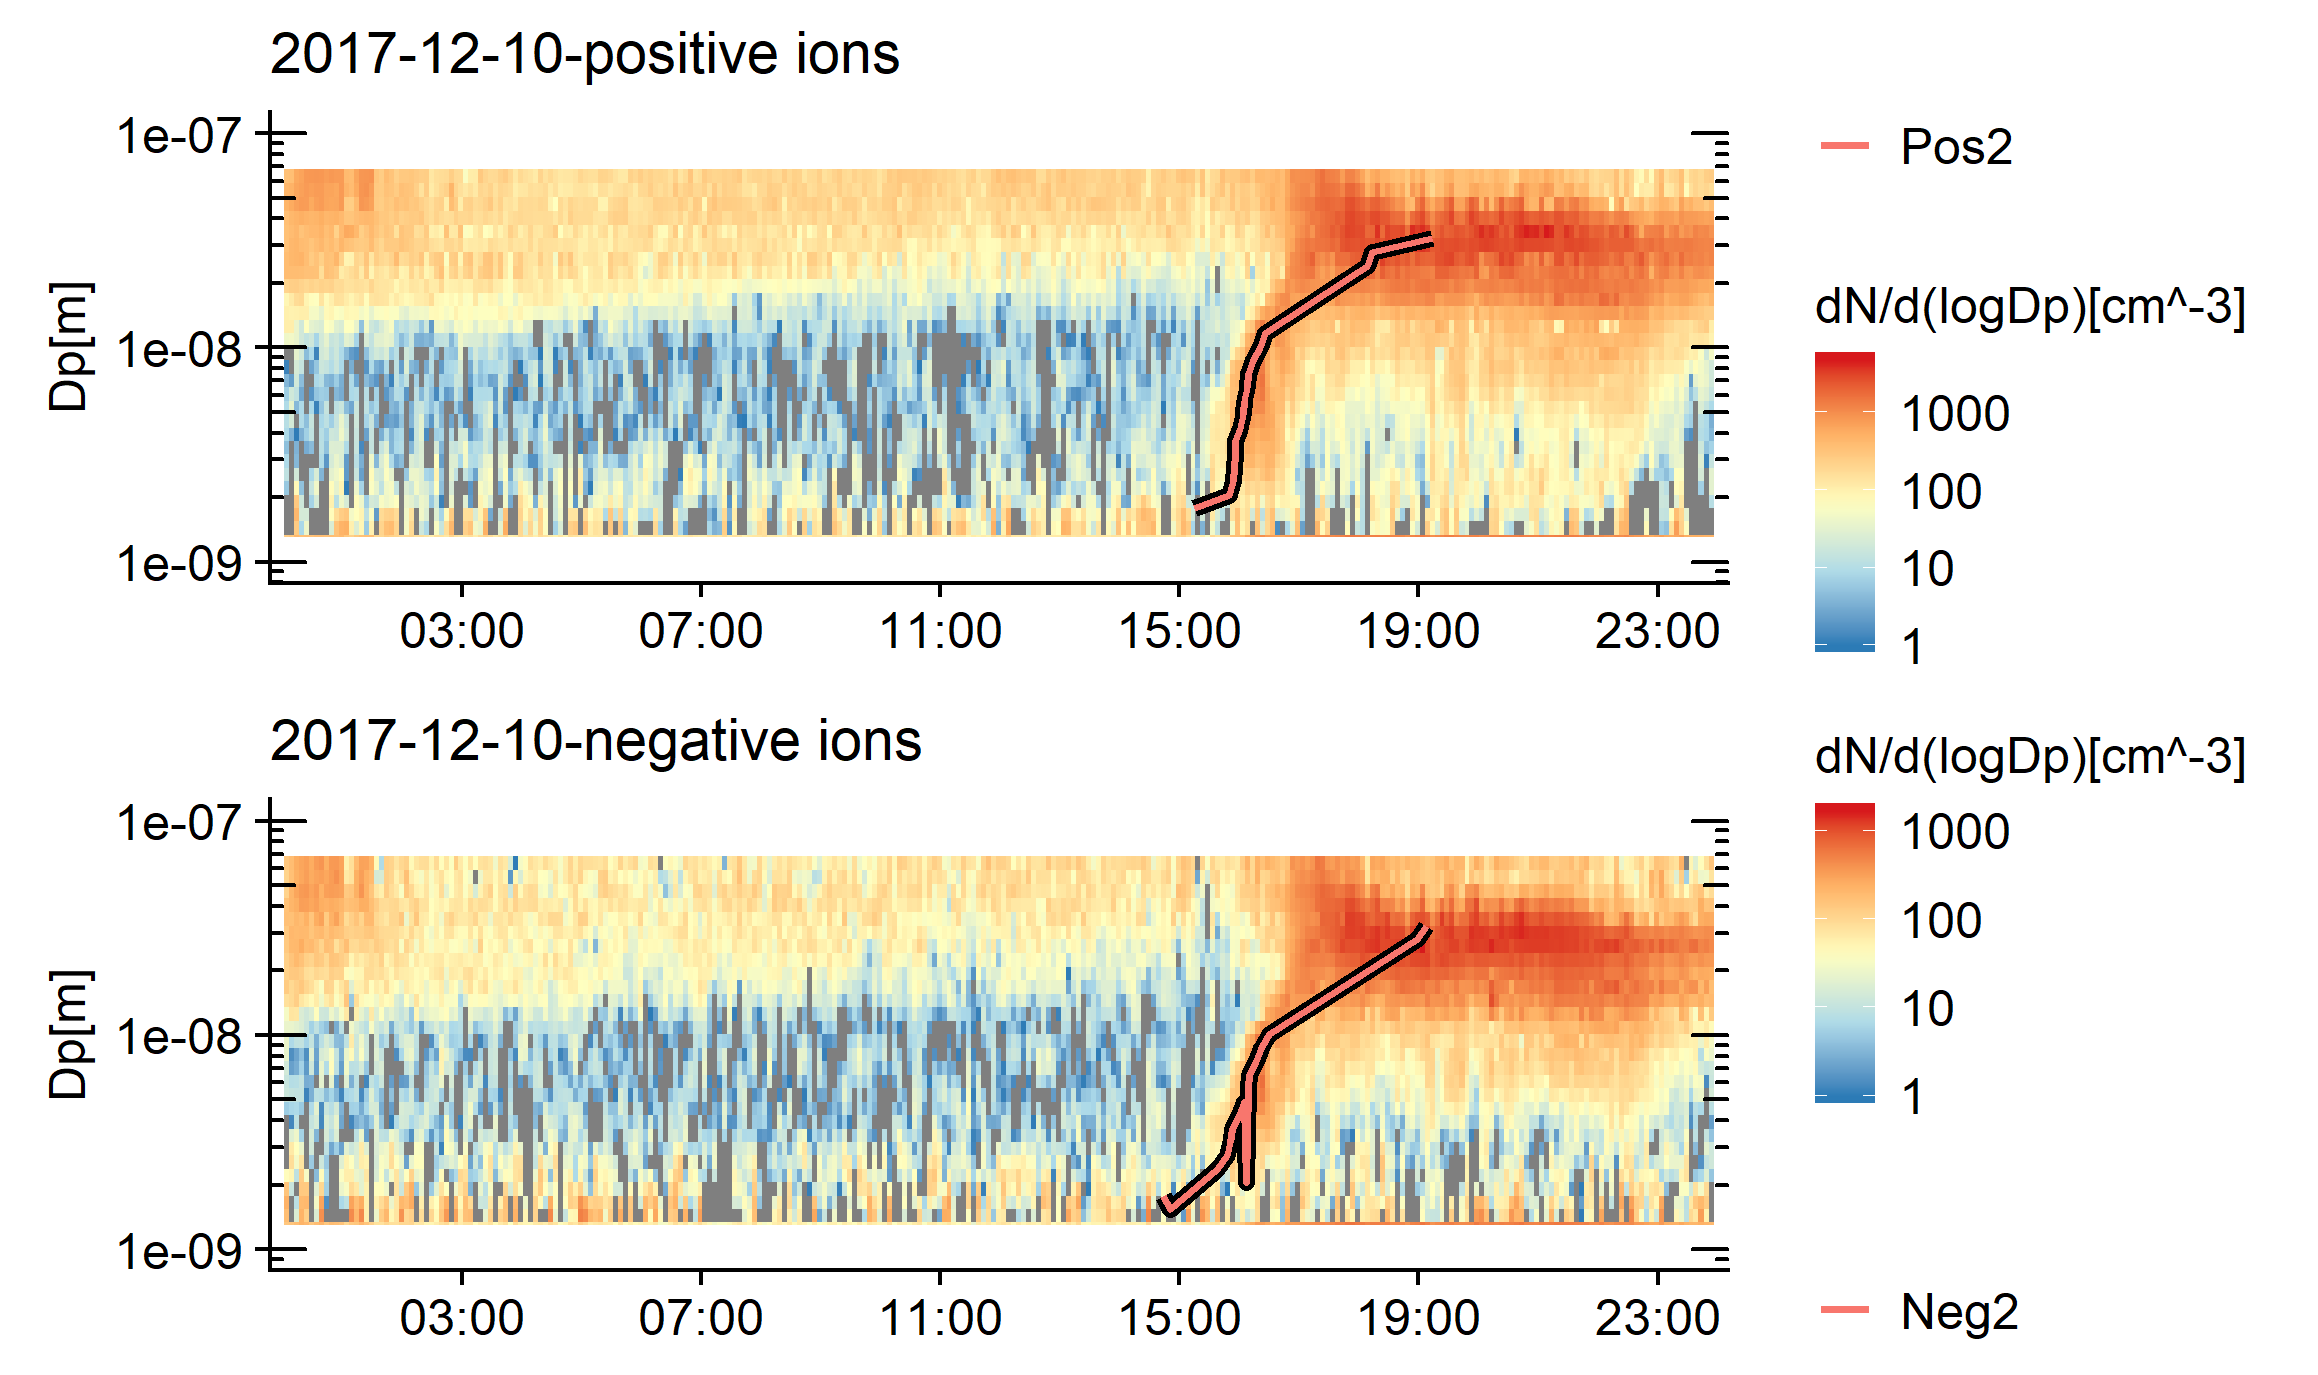 2017-12-10-positive ions
1e-07
1e-08
1e-09
Dp[m]
03:00
07:00
11:00
15:00
19:00
23:00
Pos2
dN/d(logDp)[cm^-3]
1000
100
10
1
2017-12-10-negative ions
1e-07
1e-08
1e-09
Dp[m]
03:00
07:00
11:00
15:00
19:00
23:00
dN/d(logDp)[cm^-3]
1000
100
10
1
Neg2